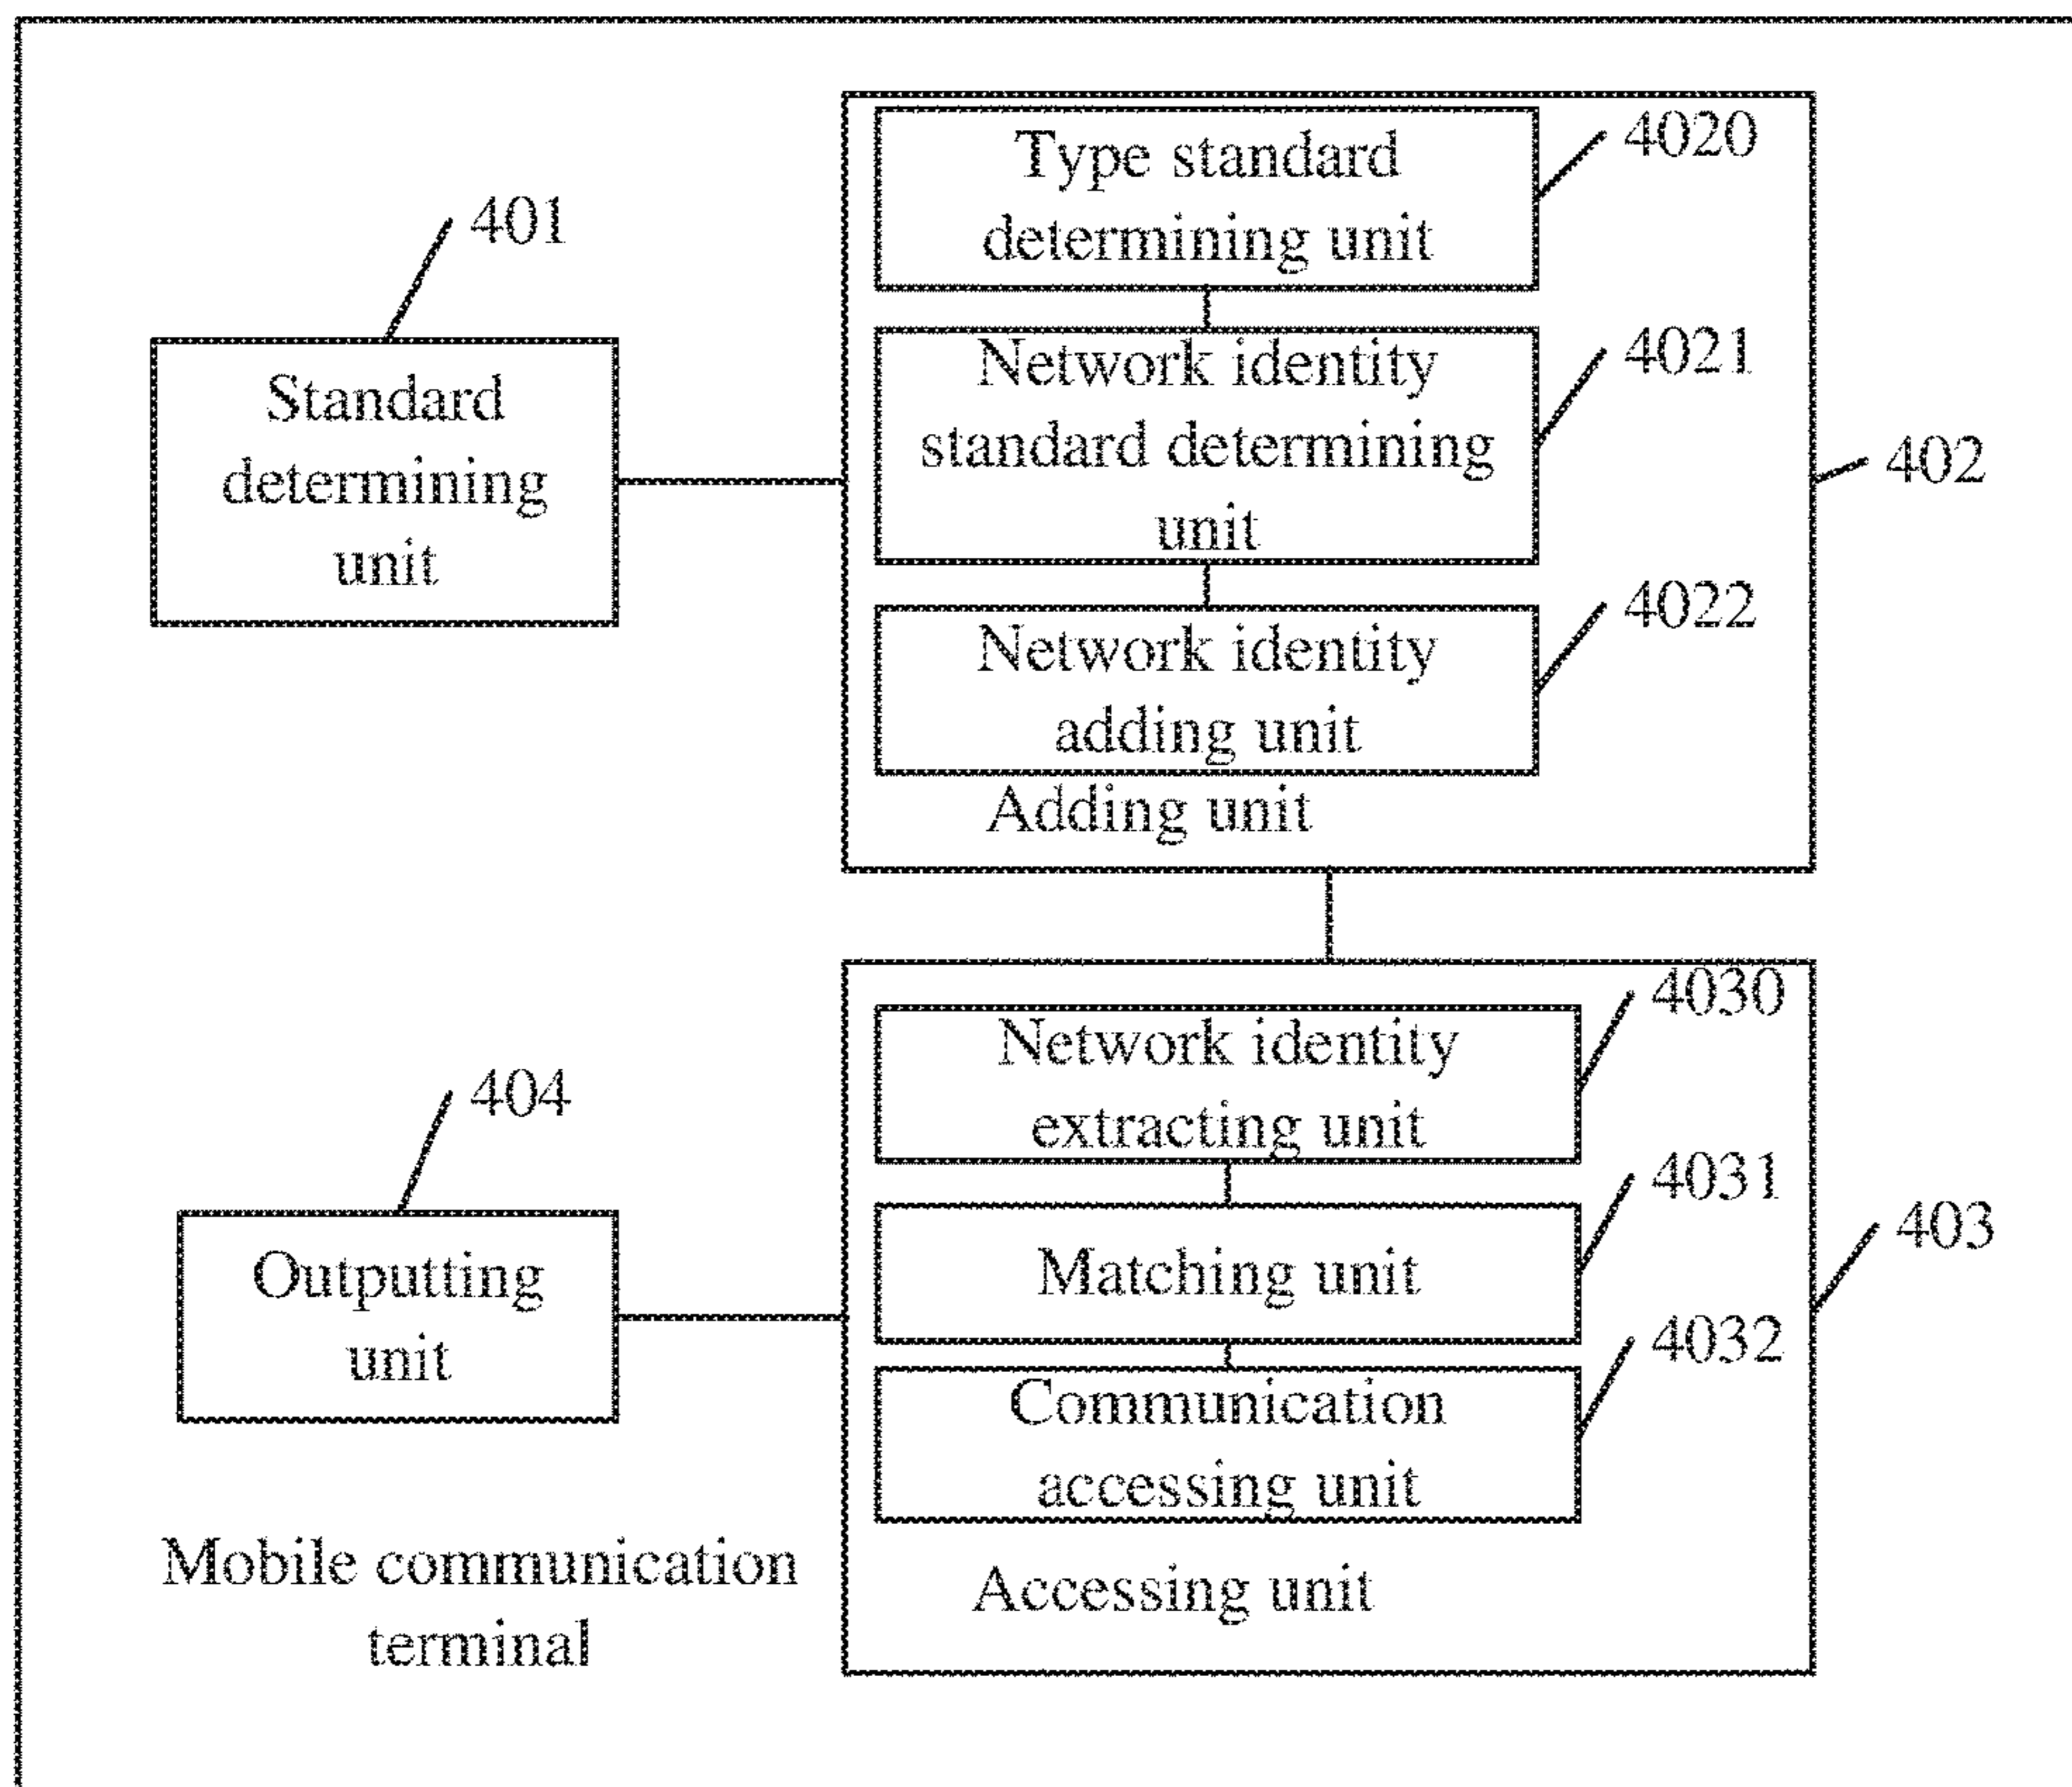 401
Standard
determining
unit
Type standard
determining unit
4020
Network identity
standard determining
unit
4021
Network identity
adding unit
4022
Adding unit
402
404
Outputting
unit
Network identity
extracting unit
4030
Matching unit
4031
Communication
accessing unit
4032
Accessing unit
403
Mobile communication
terminal